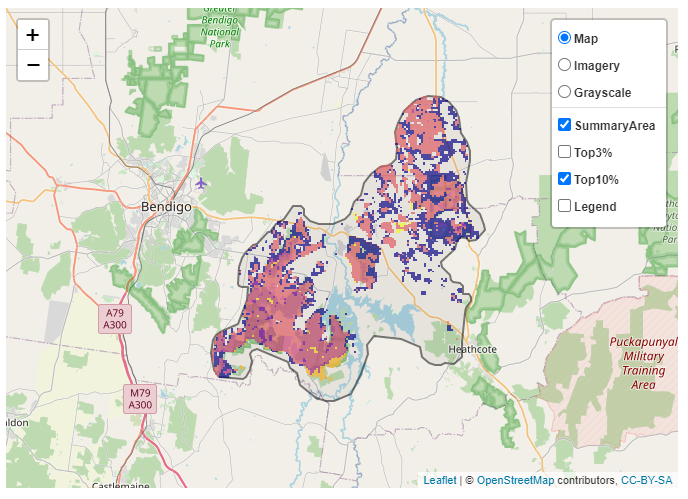 Greater
Bendigo
National
Park
+
−
Map
Imagery
Grayscale
SummaryArea
Top3%
Top10%
Legend
Bendigo
A79
A300
Heathcote
Puckapunyal
Military
Training
Area
M79
A300
Castlemaine
Leaflet | © OpenStreetMap contributors, CC-BY-SA